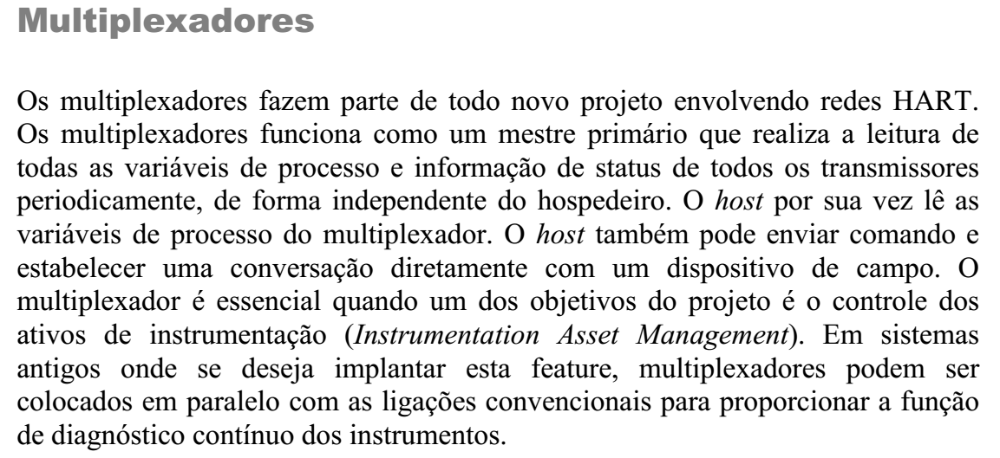 Multiplexadores
Os multiplexadores fazem parte de todo novo projeto envolvendo redes HART.
Os multiplexadores funciona como um mestre primário que realiza a leitura de
todas as variáveis de processo e informação de status de todos os transmissores
periodicamente, de forma independente do hospedeiro. O host por sua vez lê as
variáveis de processo do multiplexador. O host também pode enviar comando e
estabelecer uma conversação diretamente com um dispositivo de campo. O
multiplexador é essencial quando um dos objetivos do projeto é o controle dos
ativos de instrumentação (Instrumentation Asset Management). Em sistemas
antigos onde se deseja implantar esta feature, multiplexadores podem ser
colocados em paralelo com as ligações convencionais para proporcionar a função
de diagnóstico contínuo dos instrumentos.